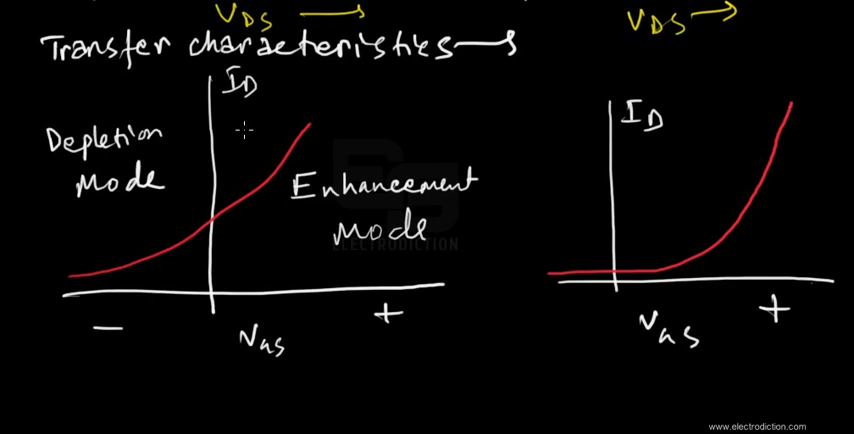 VDS → VDS →
Transfer characteristics →
ID ID
Depletion
Mode
Enhancement
Mode
ELECTRODICTION
− VGS + VGS +
www.electrodiction.com